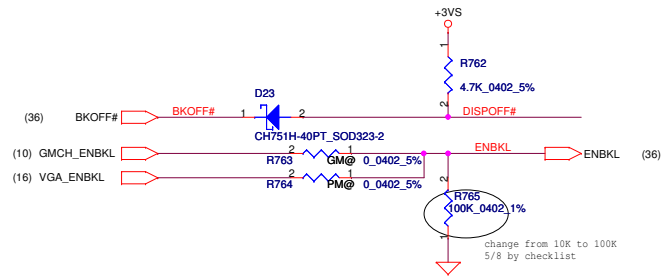 +3VS
1
R762
4.7K_0402_5%
2
D23
(36) BKOFF# BKOFF# 1 2 DISPOFF#
CH751H-40PT_SOD323-2
(10) GMCH_ENBKL 2 1 ENBKL ENBKL (36)
R763 GM@ 0_0402_5%
(16) VGA_ENBKL 2 1
R764 PM@ 0_0402_5%
2
R765
100K_0402_1%
1
change from 10K to 100K
5/8 by checklist